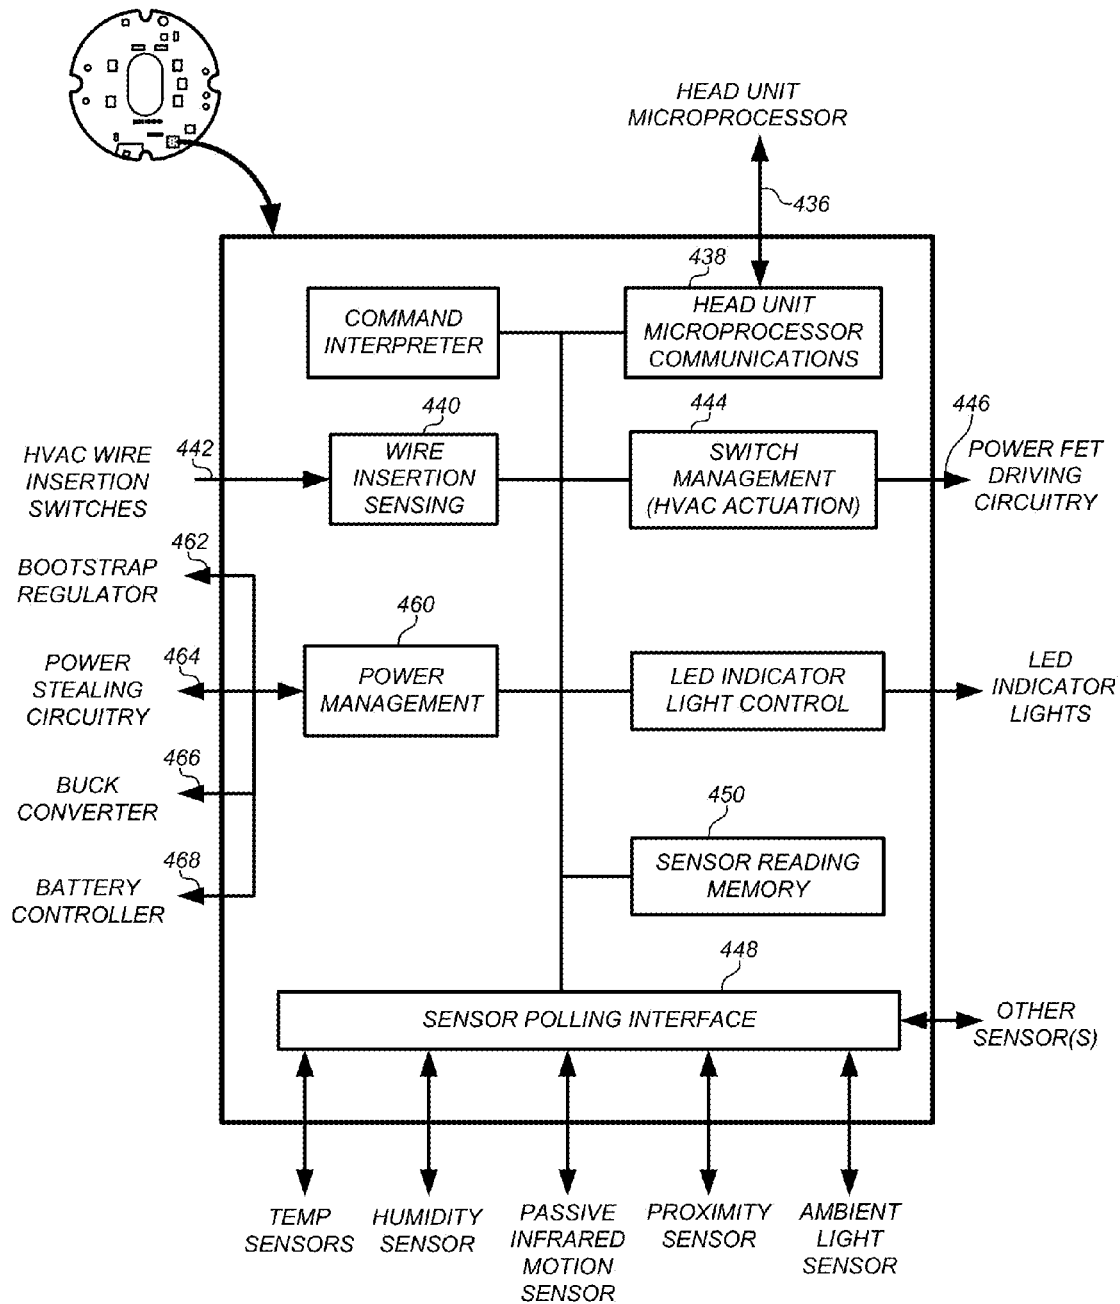 HEAD UNIT
MICROPROCESSOR
436
438
COMMAND
INTERPRETER
HEAD UNIT
MICROPROCESSOR
COMMUNICATIONS
HVAC WIRE
INSERTION
SWITCHES
442
440
WIRE
INSERTION
SENSING
444
SWITCH
MANAGEMENT
(HVAC ACTUATION)
446
POWER FET
DRIVING
CIRCUITRY
BOOTSTRAP
REGULATOR
462
POWER
STEALING
CIRCUITRY
464
460
POWER
MANAGEMENT
LED INDICATOR
LIGHT CONTROL
LED
INDICATOR
LIGHTS
BUCK
CONVERTER
466
450
SENSOR READING
MEMORY
BATTERY
CONTROLLER
468
448
SENSOR POLLING INTERFACE
OTHER
SENSOR(S)
TEMP
SENSORS
HUMIDITY
SENSOR
PASSIVE
INFRARED
MOTION
SENSOR
PROXIMITY
SENSOR
AMBIENT
LIGHT
SENSOR